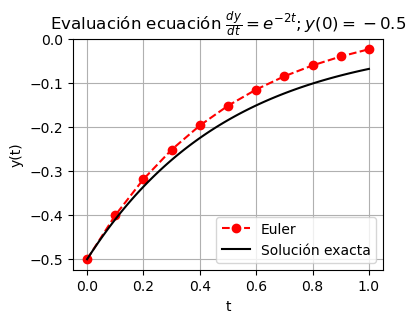 Evaluación ecuación $\frac{dy}{dt} = e^{-2t}; y(0) = -0.5$
0.0
−0.1
−0.2
−0.3
−0.4
−0.5
y(t)
Euler
Solución exacta
0.0 0.2 0.4 0.6 0.8 1.0
t